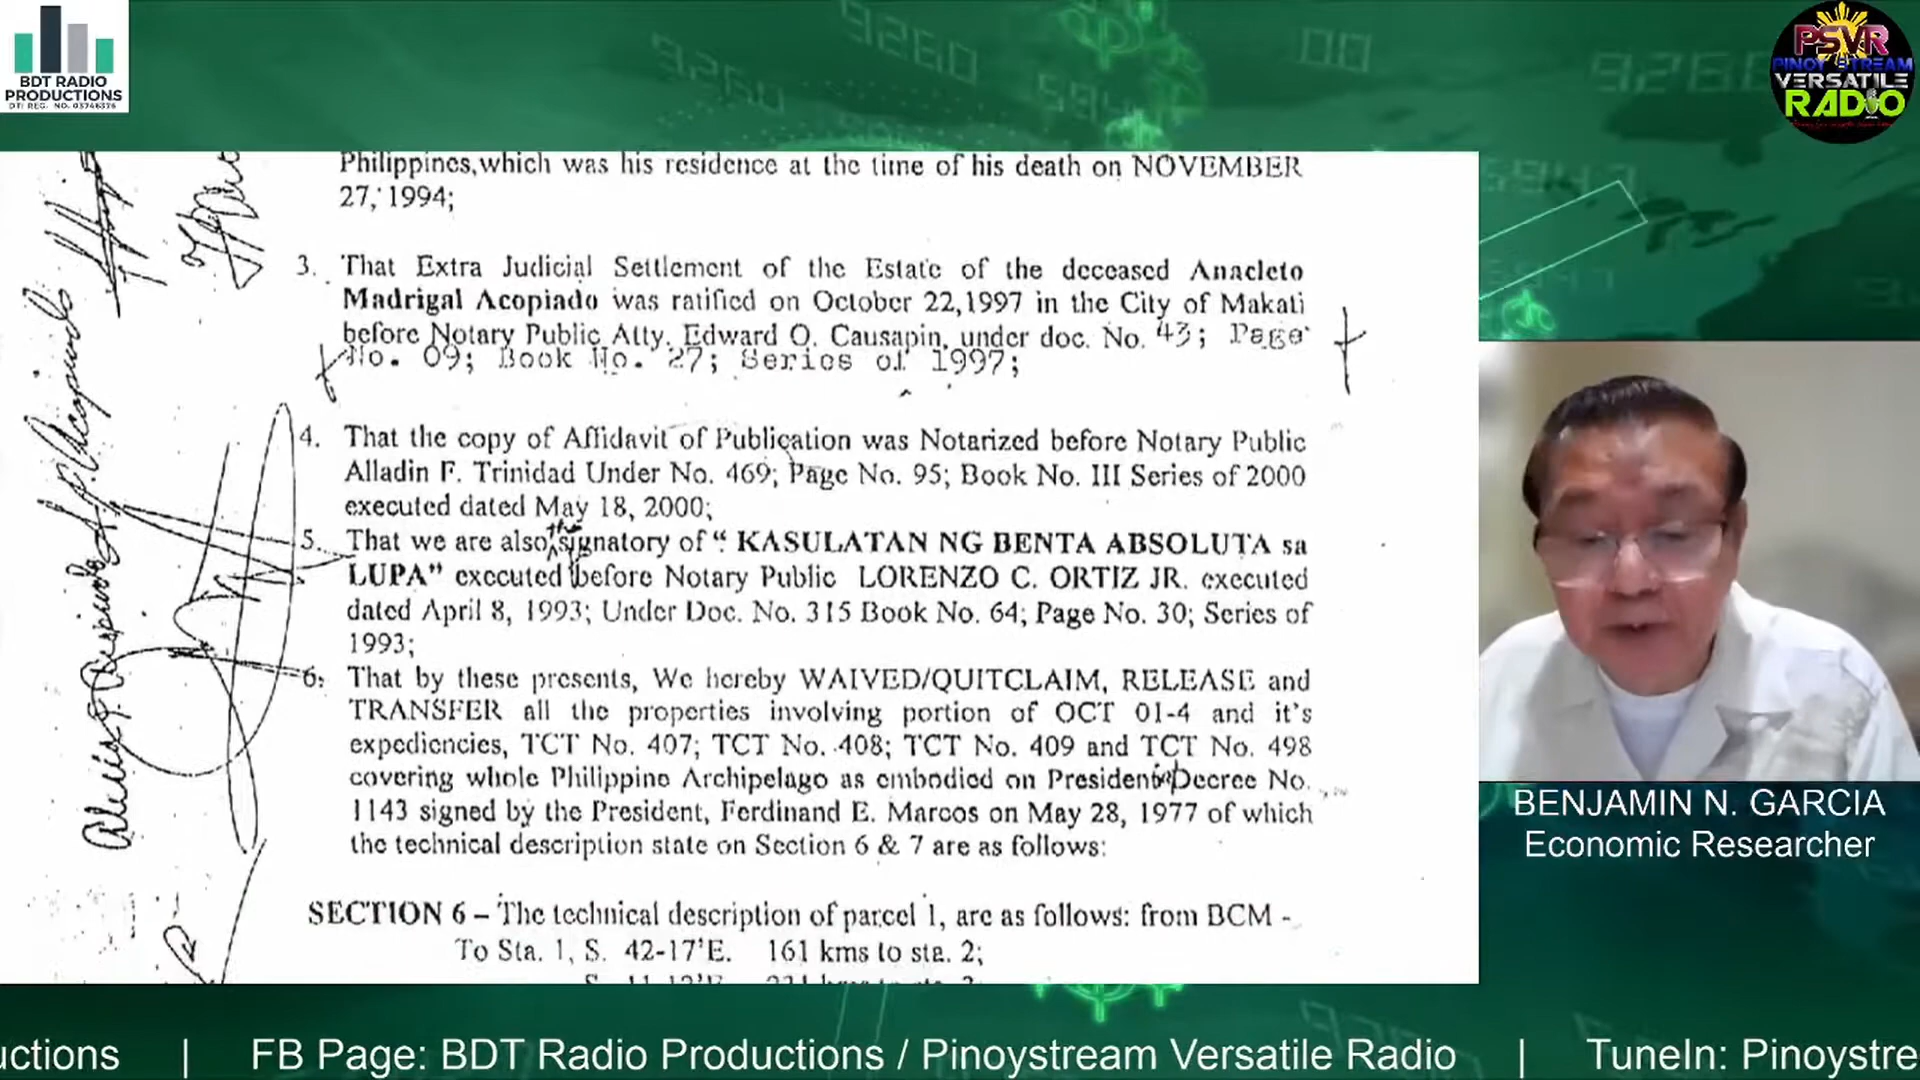 BDT RADIO
PRODUCTIONS
DTI REG. NO. 03746376
PSVR
PINOY STREAM
VERSATILE
RADIO
Philippines,which was his residence at the time of his death on NOVEMBER
27, 1994;
3. That Extra Judicial Settlement of the Estate of the deceased Anacleto
Madrigal Acopiado was ratified on October 22,1997 in the City of Makati
before Notary Public Atty. Edward O. Causapin, under doc. No. 43; Page
No. 09; Book No. 27; Series of 1997;
4. That the copy of Affidavit of Publication was Notarized before Notary Public
Alladin F. Trinidad Under No. 469; Page No. 95; Book No. III Series of 2000
executed dated May 18, 2000;
5. That we are also the signatory of “ KASULATAN NG BENTA ABSOLUTA sa
LUPA” executed before Notary Public LORENZO C. ORTIZ JR. executed
dated April 8, 1993; Under Doc. No. 315 Book No. 64; Page No. 30; Series of
1993;
6. That by these presents, We hereby WAIVED/QUITCLAIM, RELEASE and
TRANSFER all the properties involving portion of OCT 01-4 and it's
expediencies, TCT No. 407; TCT No. 408; TCT No. 409 and TCT No. 498
covering whole Philippine Archipelago as embodied on Presidential Decree No.
1143 signed by the President, Ferdinand E. Marcos on May 28, 1977 of which
the technical description state on Section 6 & 7 are as follows:
SECTION 6 – The technical description of parcel 1, are as follows: from BCM -
To Sta. 1, S. 42-17'E. 161 kms to sta. 2;
BENJAMIN N. GARCIA
Economic Researcher
uctions | FB Page: BDT Radio Productions / Pinoystream Versatile Radio | TuneIn: Pinoystre